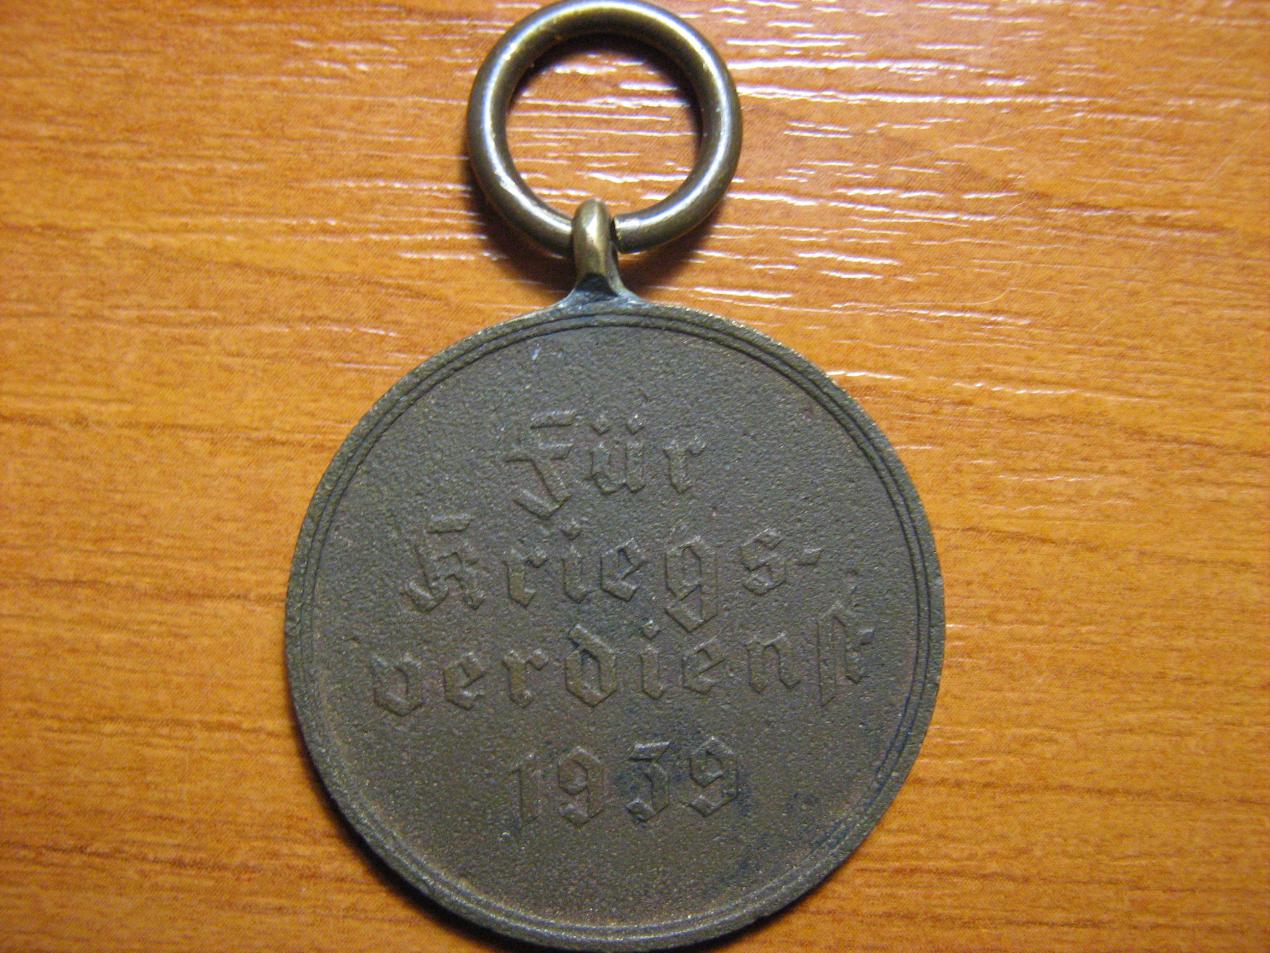 Für
Kriegs-
verdienſt
1939